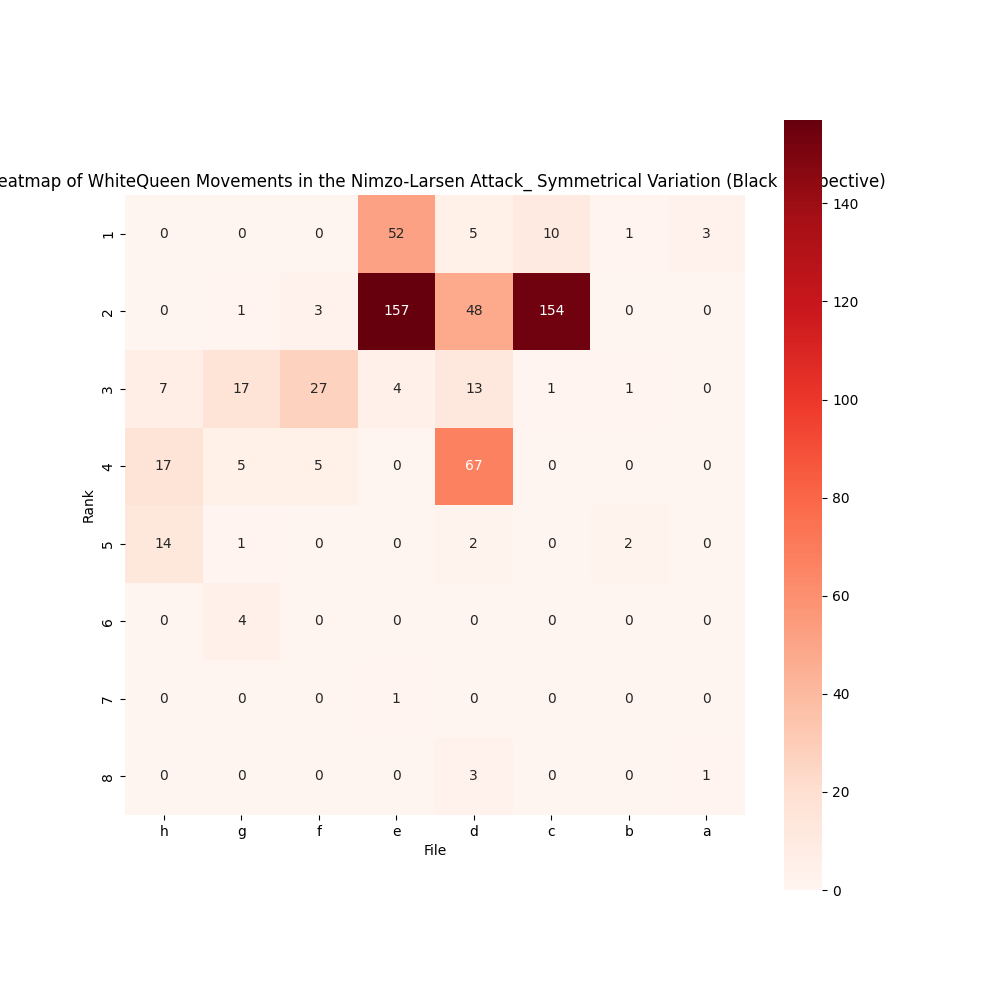 eatmap of WhiteQueen Movements in the Nimzo-Larsen Attack_ Symmetrical Variation (Black pective)
140
120
100
80
60
40
20
0
Rank
1 0 0 0 52 5 10 1 3
2 0 1 3 157 48 154 0 0
3 7 17 27 4 13 1 1 0
4 17 5 5 0 67 0 0 0
5 14 1 0 0 2 0 2 0
6 0 4 0 0 0 0 0 0
7 0 0 0 1 0 0 0 0
8 0 0 0 0 3 0 0 1
h g f e d c b a
File